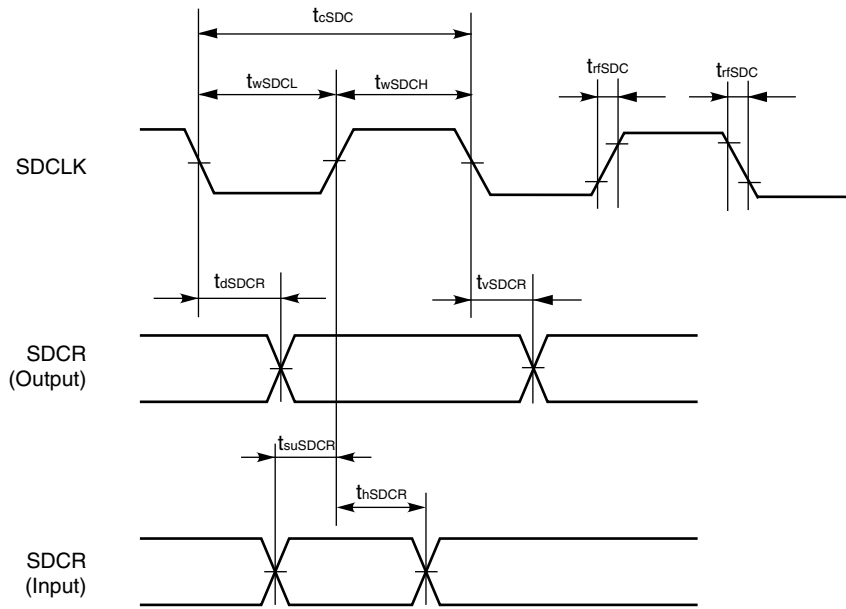 tcSDC
twSDCL
twSDCH
trfSDC
trfSDC
SDCLK
tdSDCR
tvSDCR
SDCR
(Output)
tsuSDCR
thSDCR
SDCR
(Input)